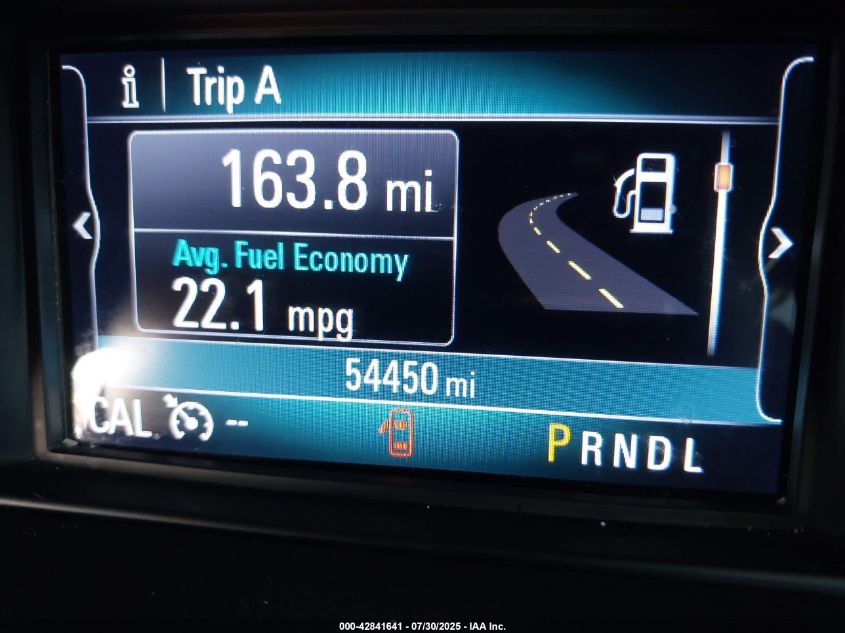 i Trip A
163.8 mi
Avg. Fuel Economy
22.1 mpg
54450 mi
CAL -- P R N D L
000-42841641 - 07/30/2025 - IAA Inc.